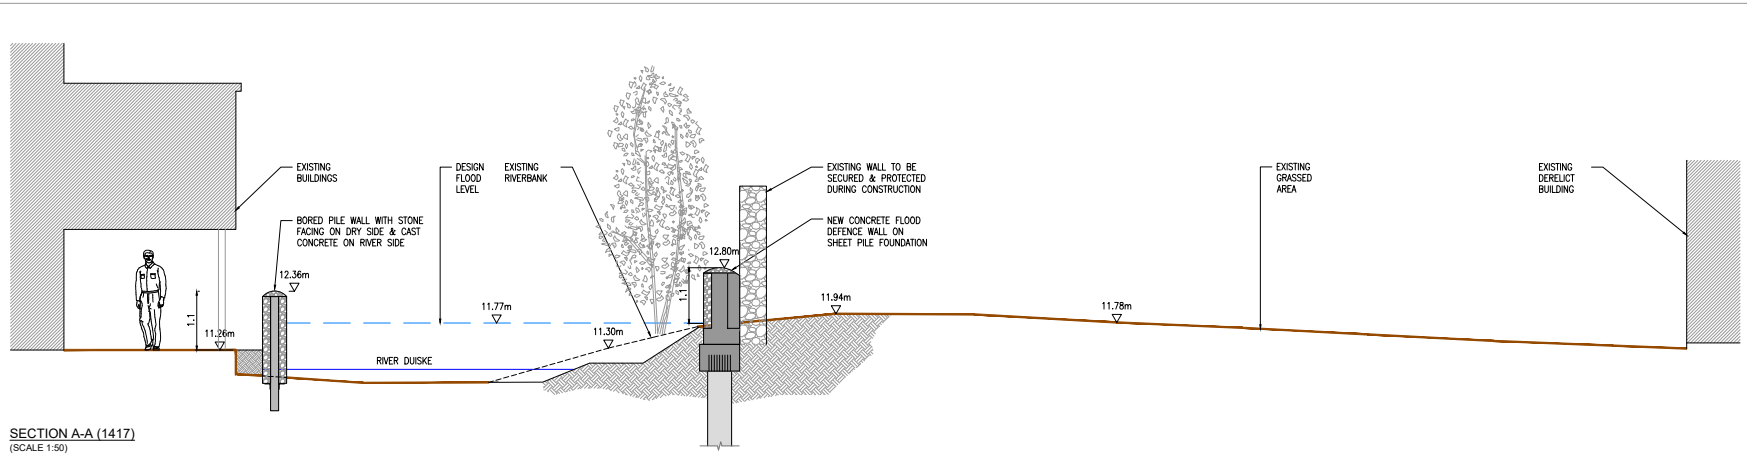 EXISTING
BUILDINGS
BORED PILE WALL WITH STONE
FACING ON DRY SIDE & CAST
CONCRETE ON RIVER SIDE
12.36m
1.1
11.26m
DESIGN
FLOOD
LEVEL
EXISTING
RIVERBANK
11.77m
11.30m
RIVER DUISKE
EXISTING WALL TO BE
SECURED & PROTECTED
DURING CONSTRUCTION
NEW CONCRETE FLOOD
DEFENCE WALL ON
SHEET PILE FOUNDATION
12.80m
1.1
11.94m
11.78m
EXISTING
GRASSED
AREA
EXISTING
DERELICT
BUILDING
SECTION A-A (1417)
(SCALE 1:50)